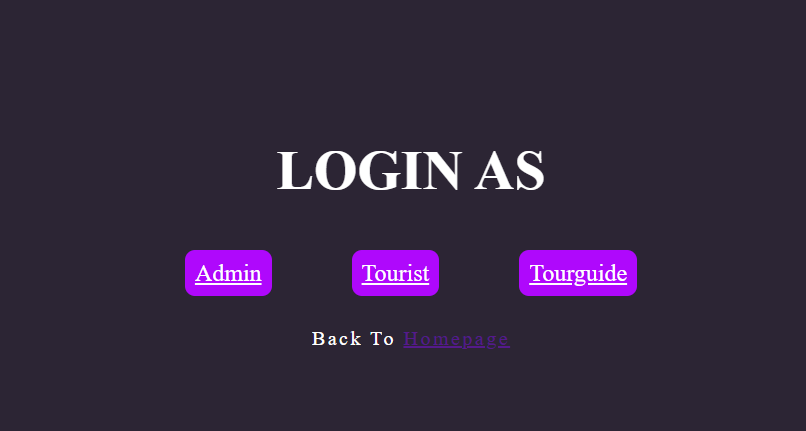 LOGIN AS
Admin Tourist Tourguide
Back To Homepage